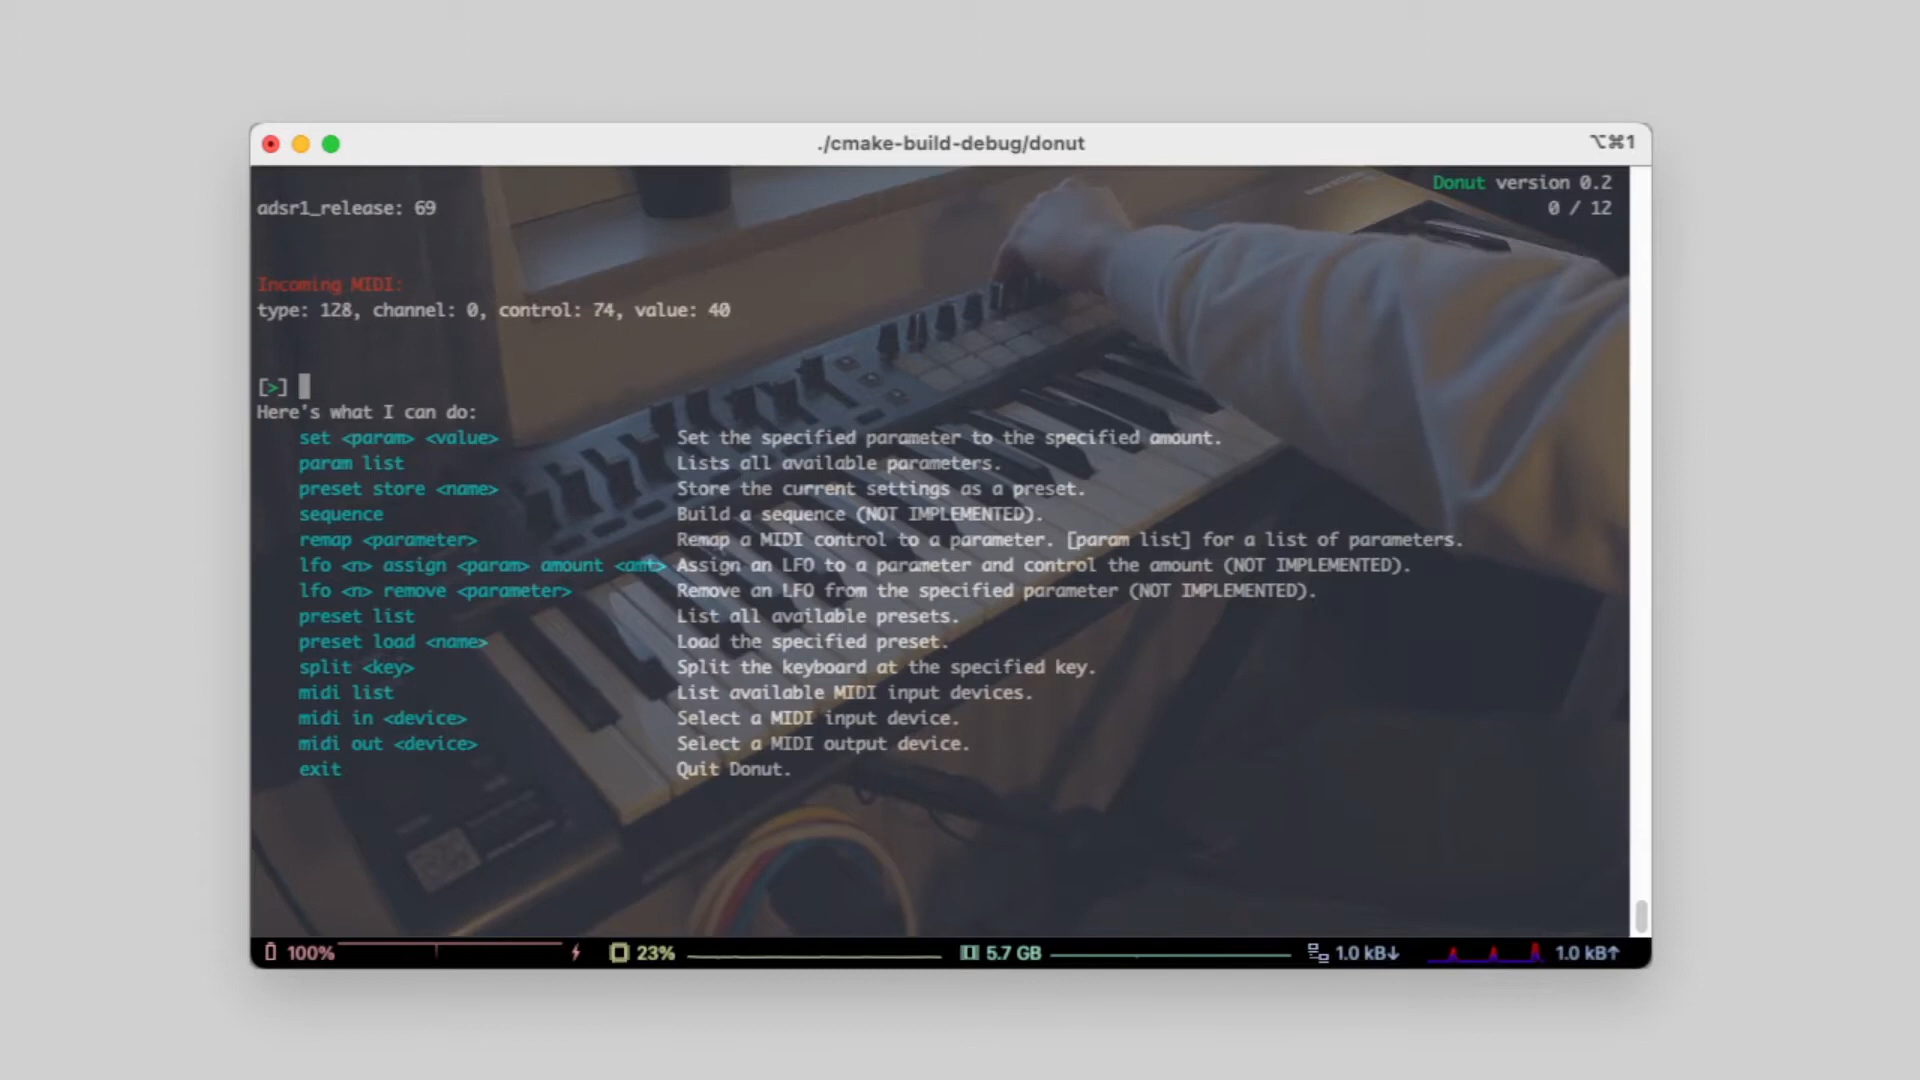 ./cmake-build-debug/donut
⌥⌘1
Donut version 0.2
adsr1_release: 69
0 / 12
Incoming MIDI:
type: 128, channel: 0, control: 74, value: 40
[>]
Here's what I can do:
set <param> <value> Set the specified parameter to the specified amount.
param list Lists all available parameters.
preset store <name> Store the current settings as a preset.
sequence Build a sequence (NOT IMPLEMENTED).
remap <parameter> Remap a MIDI control to a parameter. [param list] for a list of parameters.
lfo <n> assign <param> amount <amt> Assign an LFO to a parameter and control the amount (NOT IMPLEMENTED).
lfo <n> remove <parameter> Remove an LFO from the specified parameter (NOT IMPLEMENTED).
preset list List all available presets.
preset load <name> Load the specified preset.
split <key> Split the keyboard at the specified key.
midi list List available MIDI input devices.
midi in <device> Select a MIDI input device.
midi out <device> Select a MIDI output device.
exit Quit Donut.
100% 23% 5.7 GB 1.0 kB↓ 1.0 kB↑